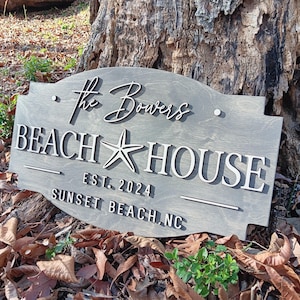 the Bowers
BEACH HOUSE
EST. 2024
SUNSET BEACH, NC